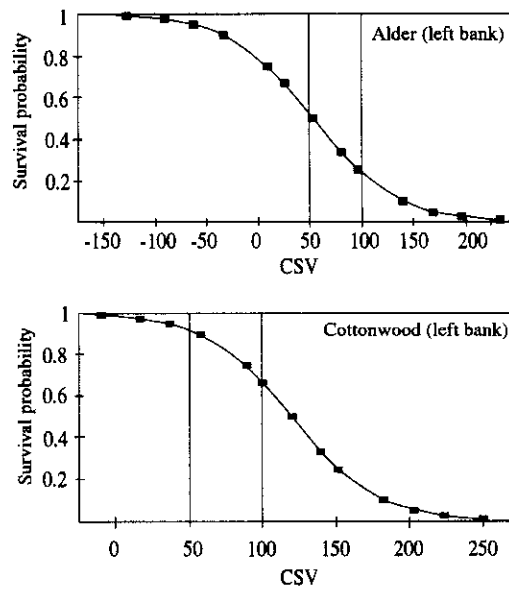 Alder (left bank)
Survival probability
1
0.8
0.6
0.4
0.2
-150 -100 -50 0 50 100 150 200
CSV
Cottonwood (left bank)
Survival probability
1
0.8
0.6
0.4
0.2
0 50 100 150 200 250
CSV